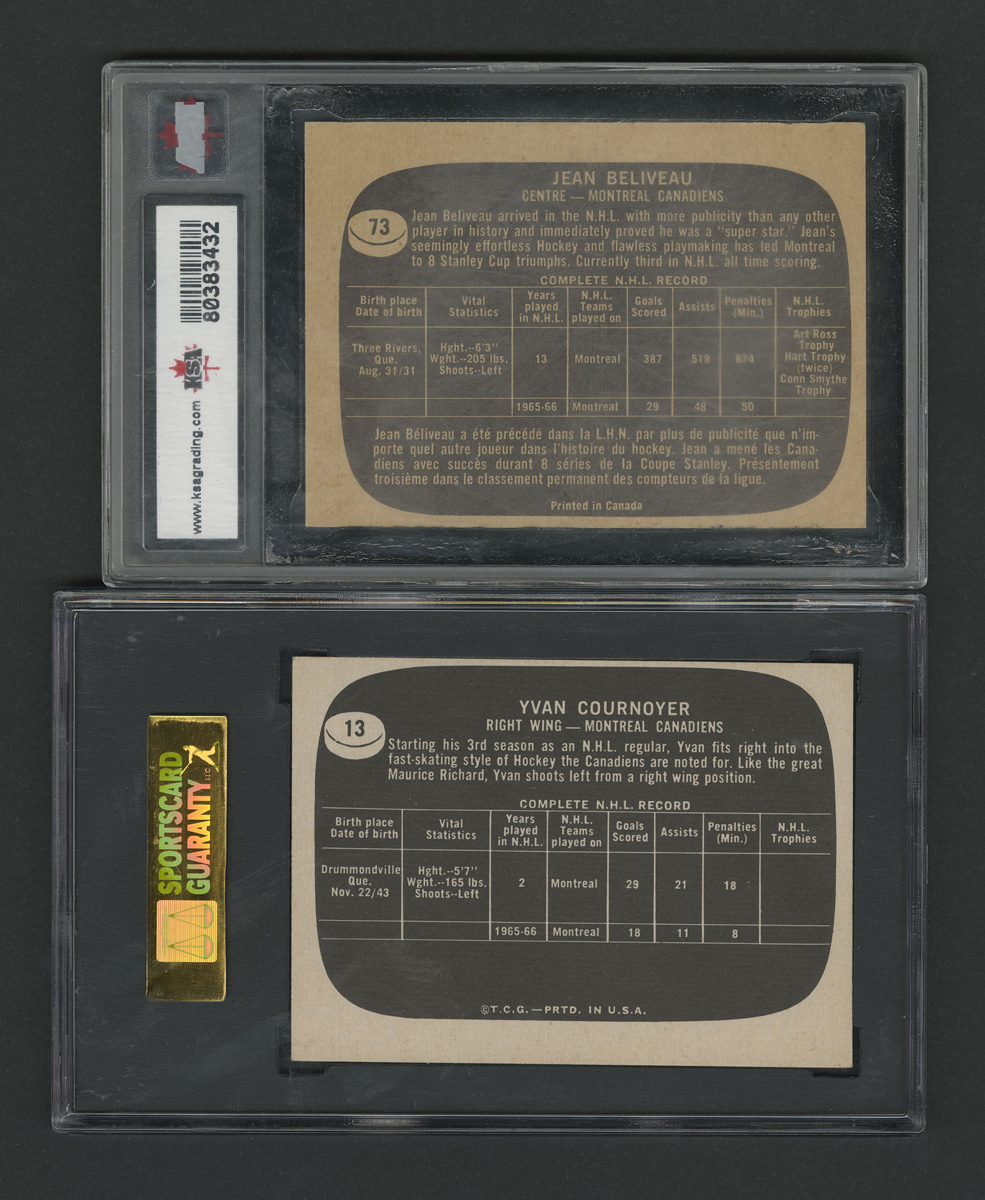 80383432
KSA
www.ksagrading.com
JEAN BELIVEAU
CENTRE — MONTREAL CANADIENS
73
Jean Beliveau arrived in the N.H.L. with more publicity than any other
player in history and immediately proved he was a "super star." Jean's
seemingly effortless Hockey and flawless playmaking has led Montreal
to 8 Stanley Cup triumphs. Currently third in N.H.L. all time scoring.
COMPLETE N.H.L. RECORD
Birth place Date of birth Vital Statistics Years played in N.H.L. N.H.L. Teams played on Goals Scored Assists Penalties (Min.) N.H.L. Trophies
Three Rivers, Que. Aug. 31/31 Hght.--6'3" Wght.--205 lbs. Shoots--Left 13 Montreal 387 519 874 Art Ross Trophy Hart Trophy (twice) Conn Smythe Trophy
1965-66 Montreal 29 48 50
Jean Béliveau a été précédé dans la L.H.N. par plus de publicité que n'im-
porte quel autre joueur dans l'histoire du hockey. Jean a mené les Cana-
diens avec succès durant 8 séries de la Coupe Stanley. Présentement
troisième dans le classement permanent des compteurs de la ligue.
Printed in Canada
SPORTSCARD
GUARANTY LLC
YVAN COURNOYER
RIGHT WING — MONTREAL CANADIENS
13
Starting his 3rd season as an N.H.L. regular, Yvan fits right into the
fast-skating style of Hockey the Canadiens are noted for. Like the great
Maurice Richard, Yvan shoots left from a right wing position.
COMPLETE N.H.L. RECORD
Birth place Date of birth Vital Statistics Years played in N.H.L. N.H.L. Teams played on Goals Scored Assists Penalties (Min.) N.H.L. Trophies
Drummondville Que. Nov. 22/43 Hght.--5'7" Wght.--165 lbs. Shoots--Left 2 Montreal 29 21 18
1965-66 Montreal 18 11 8
©T.C.G.—PRTD. IN U.S.A.